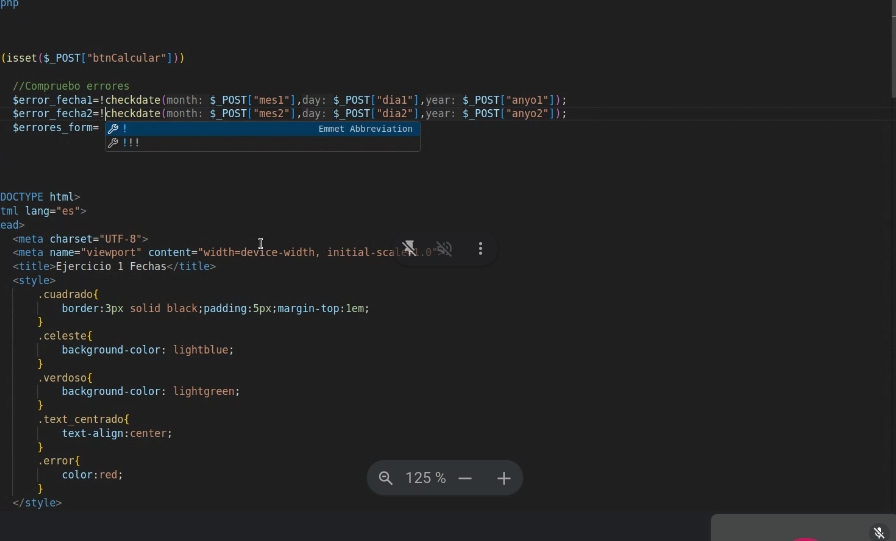 php
(isset($_POST["btnCalcular"]))
//Compruebo errores
$error_fecha1=!checkdate(month: $_POST["mes1"],day: $_POST["dia1"],year: $_POST["anyo1"]);
$error_fecha2=!checkdate(month: $_POST["mes2"],day: $_POST["dia2"],year: $_POST["anyo2"]);
$errores_form=
! Emmet Abbreviation
!!!
DOCTYPE html>
tml lang="es">
ead>
<meta charset="UTF-8">
<meta name="viewport" content="width=device-width, initial-scale=1.0">
<title>Ejercicio 1 Fechas</title>
<style>
.cuadrado{
border:3px solid black;padding:5px;margin-top:1em;
}
.celeste{
background-color: lightblue;
}
.verdoso{
background-color: lightgreen;
}
.text_centrado{
text-align:center;
}
.error{
color:red;
}
</style>
125 %